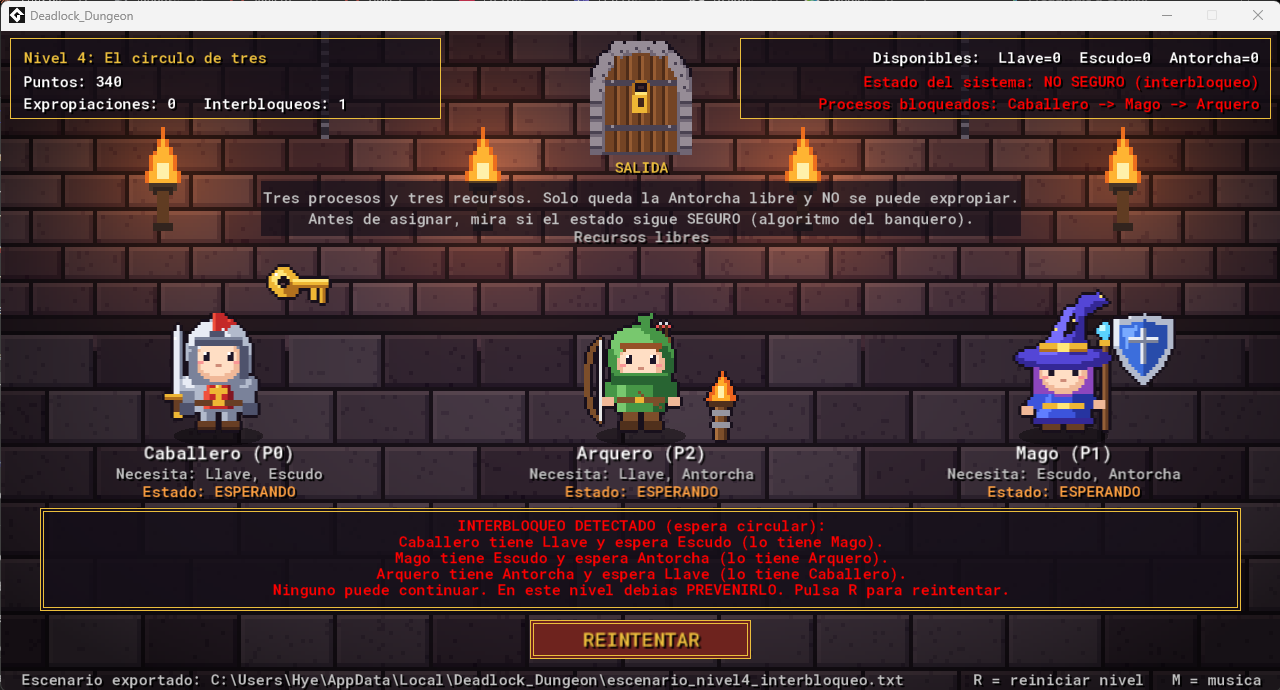 Deadlock_Dungeon
Nivel 4: El circulo de tres
Puntos: 340
Expropiaciones: 0 Interbloqueos: 1
Disponibles: Llave=0 Escudo=0 Antorcha=0
Estado del sistema: NO SEGURO (interbloqueo)
Procesos bloqueados: Caballero -> Mago -> Arquero
SALIDA
Tres procesos y tres recursos. Solo queda la Antorcha libre y NO se puede expropiar.
Antes de asignar, mira si el estado sigue SEGURO (algoritmo del banquero).
Recursos libres
Caballero (P0)
Necesita: Llave, Escudo
Estado: ESPERANDO
Arquero (P2)
Necesita: Llave, Antorcha
Estado: ESPERANDO
Mago (P1)
Necesita: Escudo, Antorcha
Estado: ESPERANDO
INTERBLOQUEO DETECTADO (espera circular):
Caballero tiene Llave y espera Escudo (lo tiene Mago).
Mago tiene Escudo y espera Antorcha (lo tiene Arquero).
Arquero tiene Antorcha y espera Llave (lo tiene Caballero).
Ninguno puede continuar. En este nivel debias PREVENIRLO. Pulsa R para reintentar.
REINTENTAR
Escenario exportado: C:\Users\Hye\AppData\Local\Deadlock_Dungeon\escenario_nivel4_interbloqueo.txt
R = reiniciar nivel M = musica